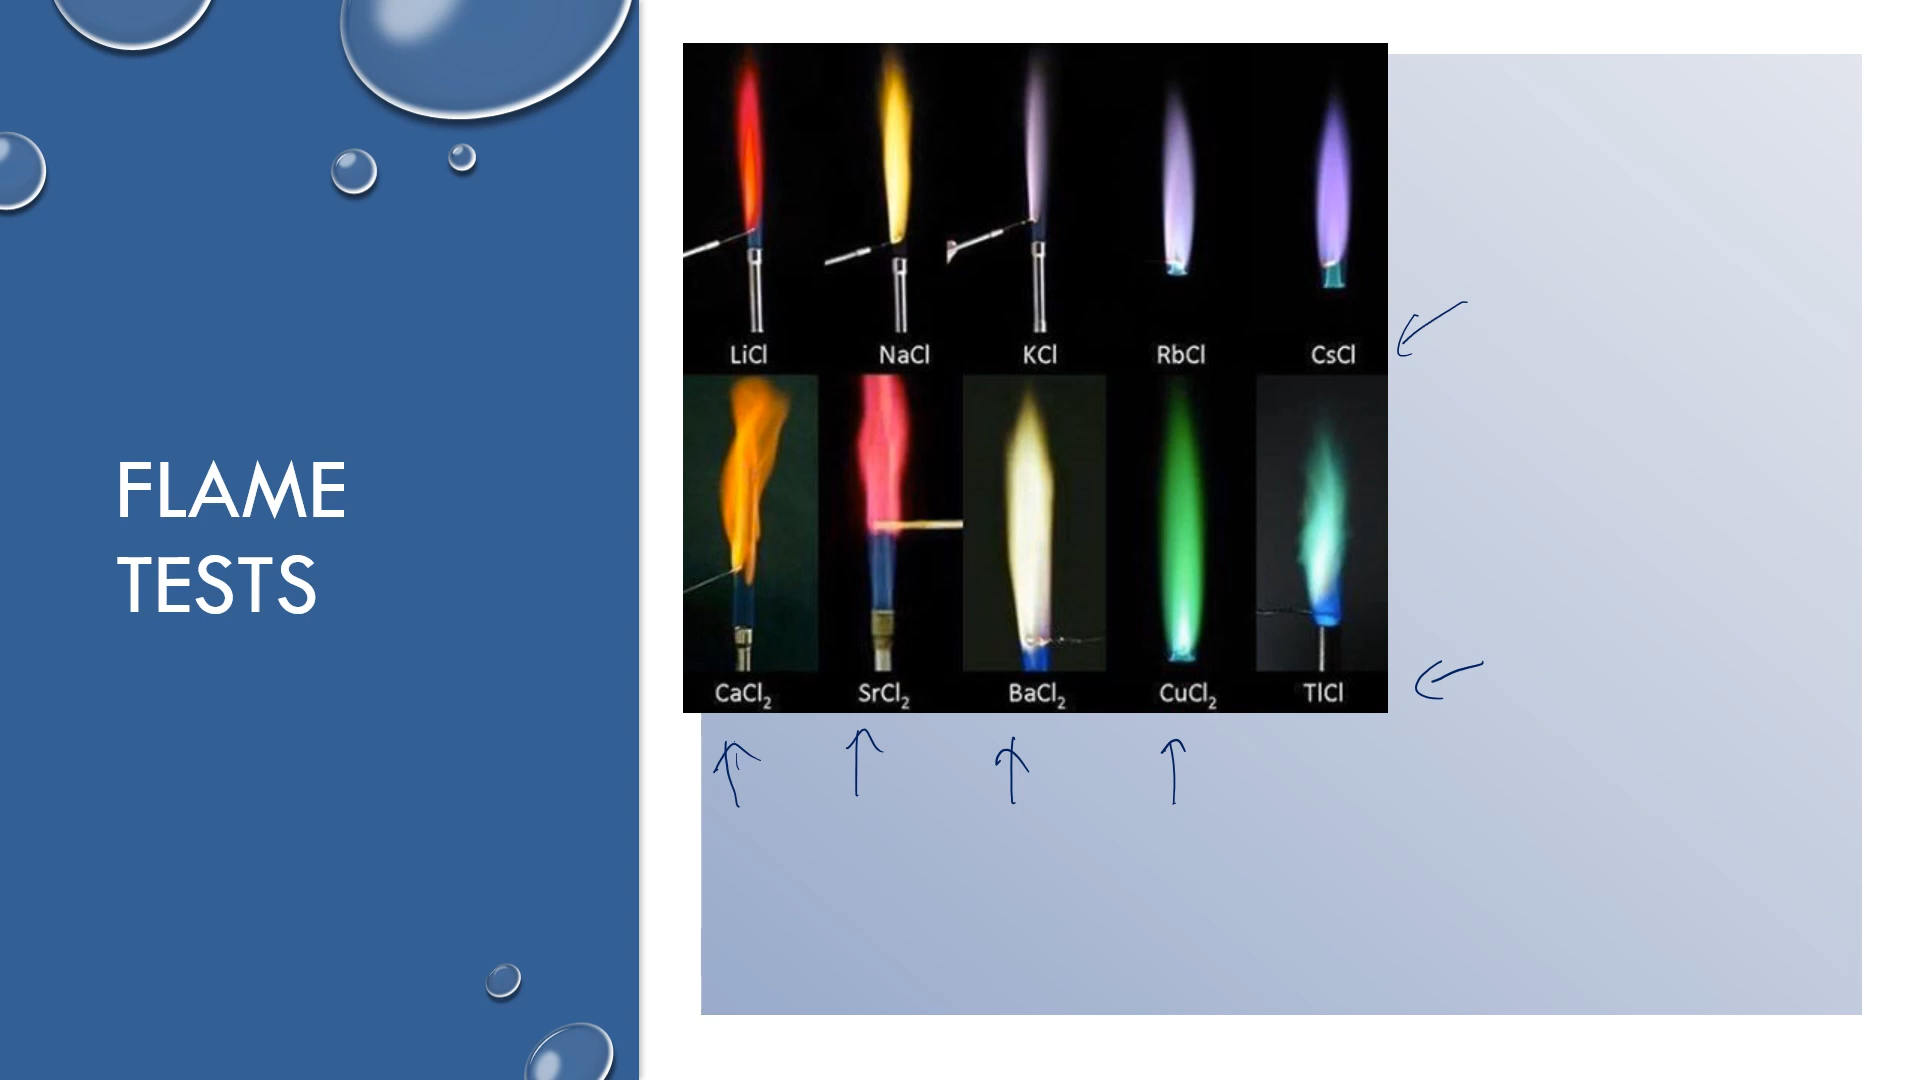 FLAME
TESTS
LiCl NaCl KCl RbCl CsCl
CaCl₂ SrCl₂ BaCl₂ CuCl₂ TlCl